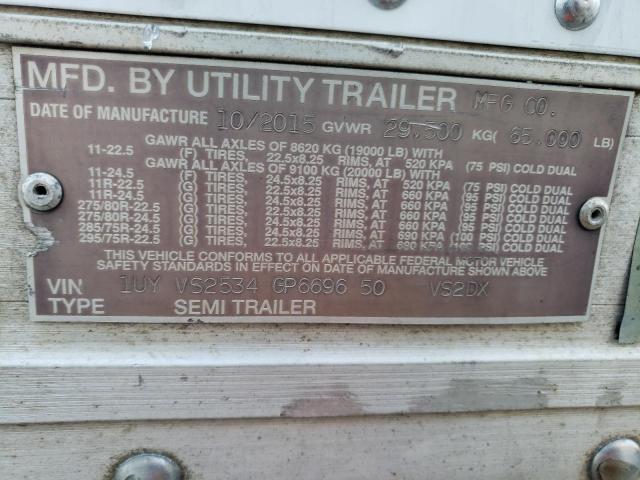 MFD. BY UTILITY TRAILER MFG CO.
DATE OF MANUFACTURE 10/2015 GVWR 29.500 KG( 65.000 LB)
GAWR ALL AXLES OF 8620 KG (19000 LB) WITH
11-22.5 (F) TIRES, 22.5x8.25 RIMS, AT 520 KPA (75 PSI) COLD DUAL
GAWR ALL AXLES OF 9100 KG (20000 LB) WITH
11-24.5 (F) TIRES, 24.5x8.25 RIMS, AT 520 KPA (75 PSI) COLD DUAL
11R-22.5 (G) TIRES, 22.5x8.25 RIMS, AT 660 KPA (95 PSI) COLD DUAL
11R-24.5 (G) TIRES, 24.5x8.25 RIMS, AT 660 KPA (95 PSI) COLD DUAL
275/80R-22.5 (G) TIRES, 22.5x8.25 RIMS, AT 660 KPA (95 PSI) COLD DUAL
275/80R-24.5 (G) TIRES, 24.5x8.25 RIMS, AT 660 KPA (95 PSI) COLD DUAL
285/75R-24.5 (G) TIRES, 24.5x8.25 RIMS, AT 690 KPA (100 PSI) COLD DUAL
295/75R-22.5 (G) TIRES, 22.5x8.25 RIMS, AT 690 KPA (100 PSI) COLD DUAL
THIS VEHICLE CONFORMS TO ALL APPLICABLE FEDERAL MOTOR VEHICLE
SAFETY STANDARDS IN EFFECT ON DATE OF MANUFACTURE SHOWN ABOVE
VIN 1UY VS2534 GP6696 50 VS2DX
TYPE SEMI TRAILER